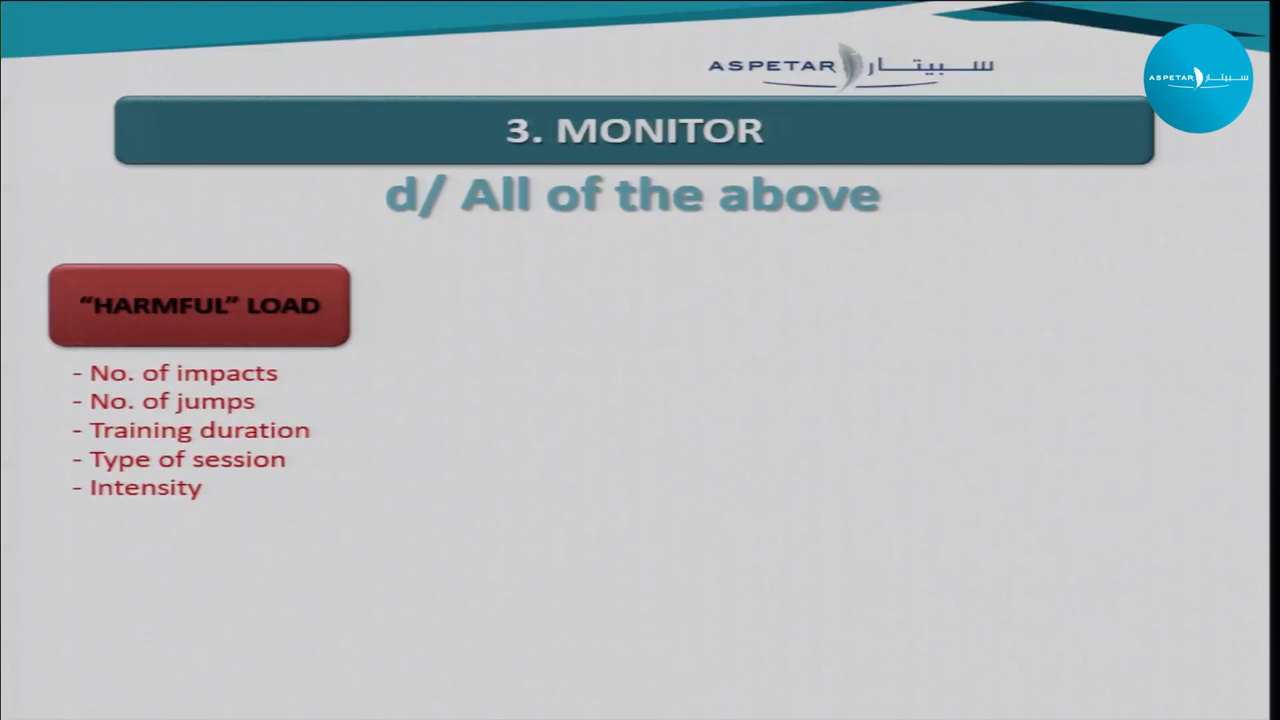 ASPETAR سبيتار
ASPETAR سبيتار
3. MONITOR
d/ All of the above
“HARMFUL” LOAD
- No. of impacts
- No. of jumps
- Training duration
- Type of session
- Intensity